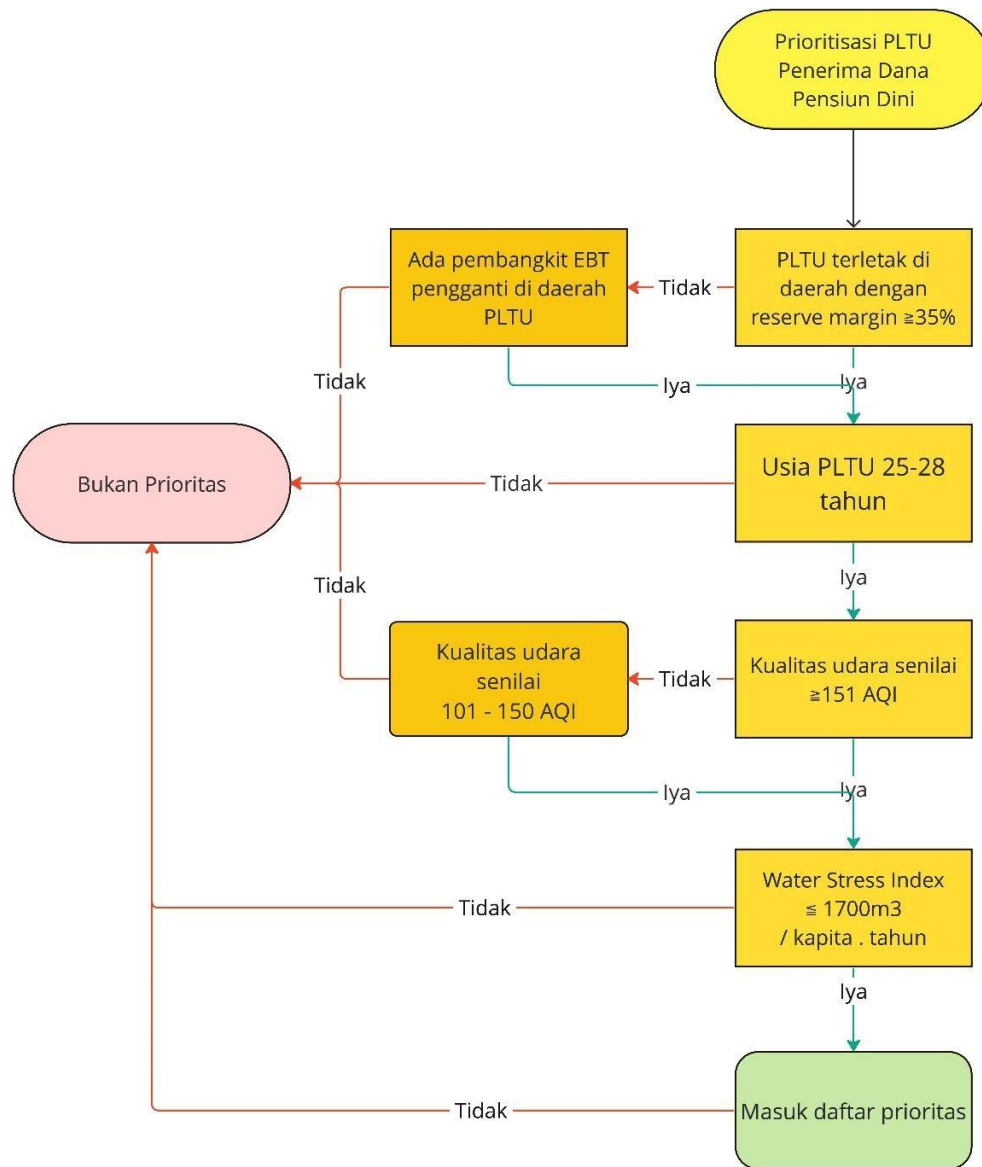 Prioritisasi PLTU
Penerima Dana
Pensiun Dini
Ada pembangkit EBT
pengganti di daerah
PLTU
Tidak
PLTU terletak di
daerah dengan
reserve margin ≧35%
Tidak
Iya
Iya
Bukan Prioritas
Tidak
Usia PLTU 25-28
tahun
Tidak
Iya
Kualitas udara
senilai
101 - 150 AQI
Tidak
Kualitas udara senilai
≧151 AQI
Iya
Iya
Tidak
Water Stress Index
≦ 1700m3
/ kapita . tahun
Iya
Tidak
Masuk daftar prioritas